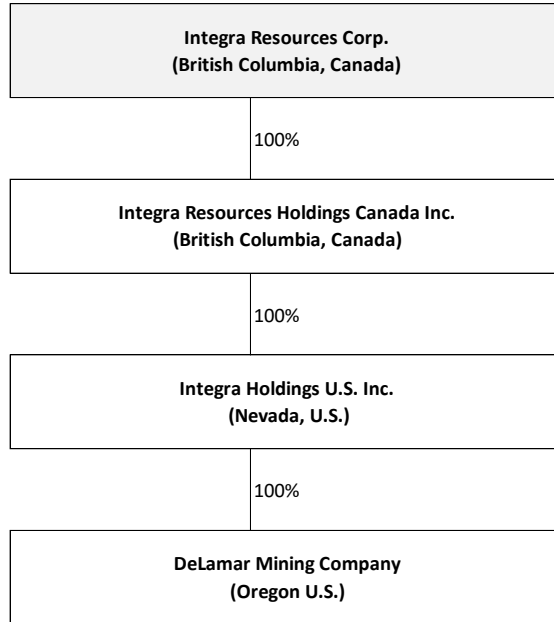 Integra Resources Corp.
(British Columbia, Canada)
100%
Integra Resources Holdings Canada Inc.
(British Columbia, Canada)
100%
Integra Holdings U.S. Inc.
(Nevada, U.S.)
100%
DeLamar Mining Company
(Oregon U.S.)